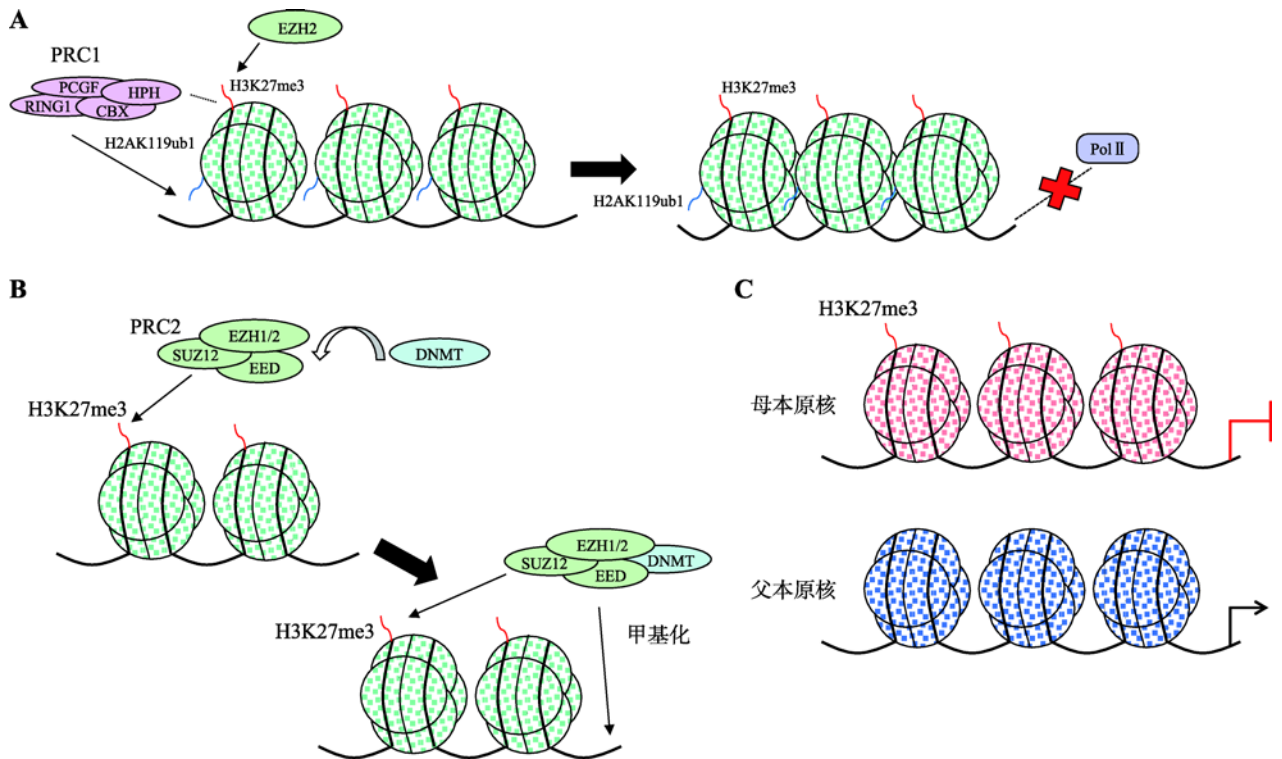 A
EZH2
PRC1
PCGF
HPH
RING1
CBX
H3K27me3
H2AK119ub1
H3K27me3
H2AK119ub1
Pol Ⅱ
B
PRC2
EZH1/2
SUZ12
EED
DNMT
H3K27me3
EZH1/2
SUZ12
DNMT
EED
H3K27me3
甲基化
C
H3K27me3
母本原核
父本原核